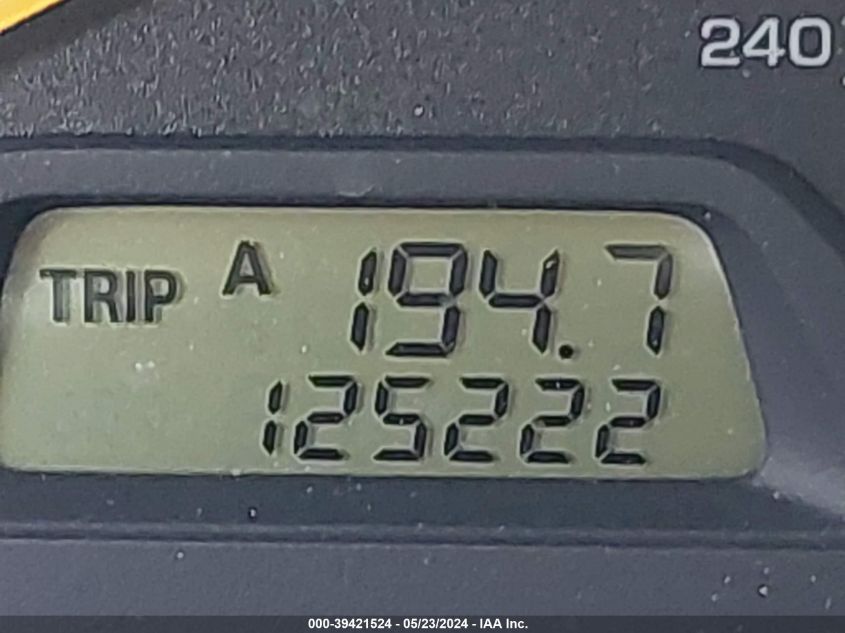 240
TRIP A 194.7
125222
000-39421524 - 05/23/2024 - IAA Inc.